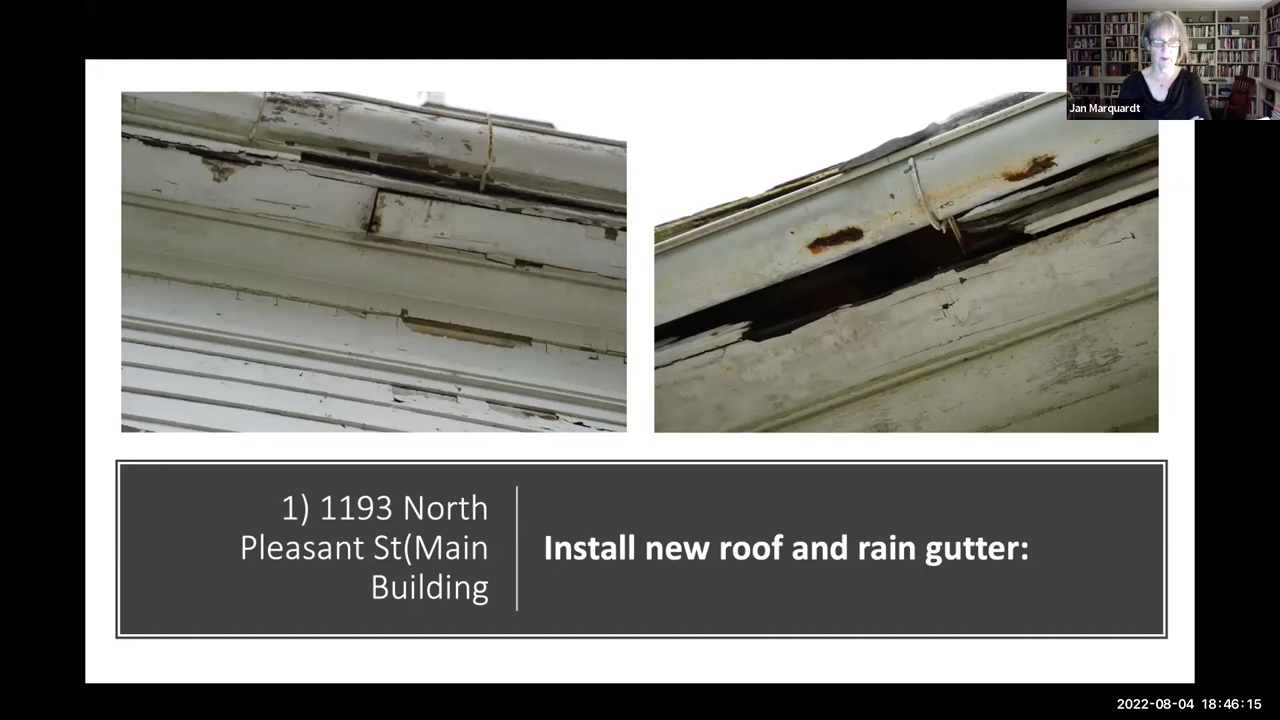 Jan Marquardt
1) 1193 North
Pleasant St(Main
Building
Install new roof and rain gutter:
2022-08-04 18:46:15